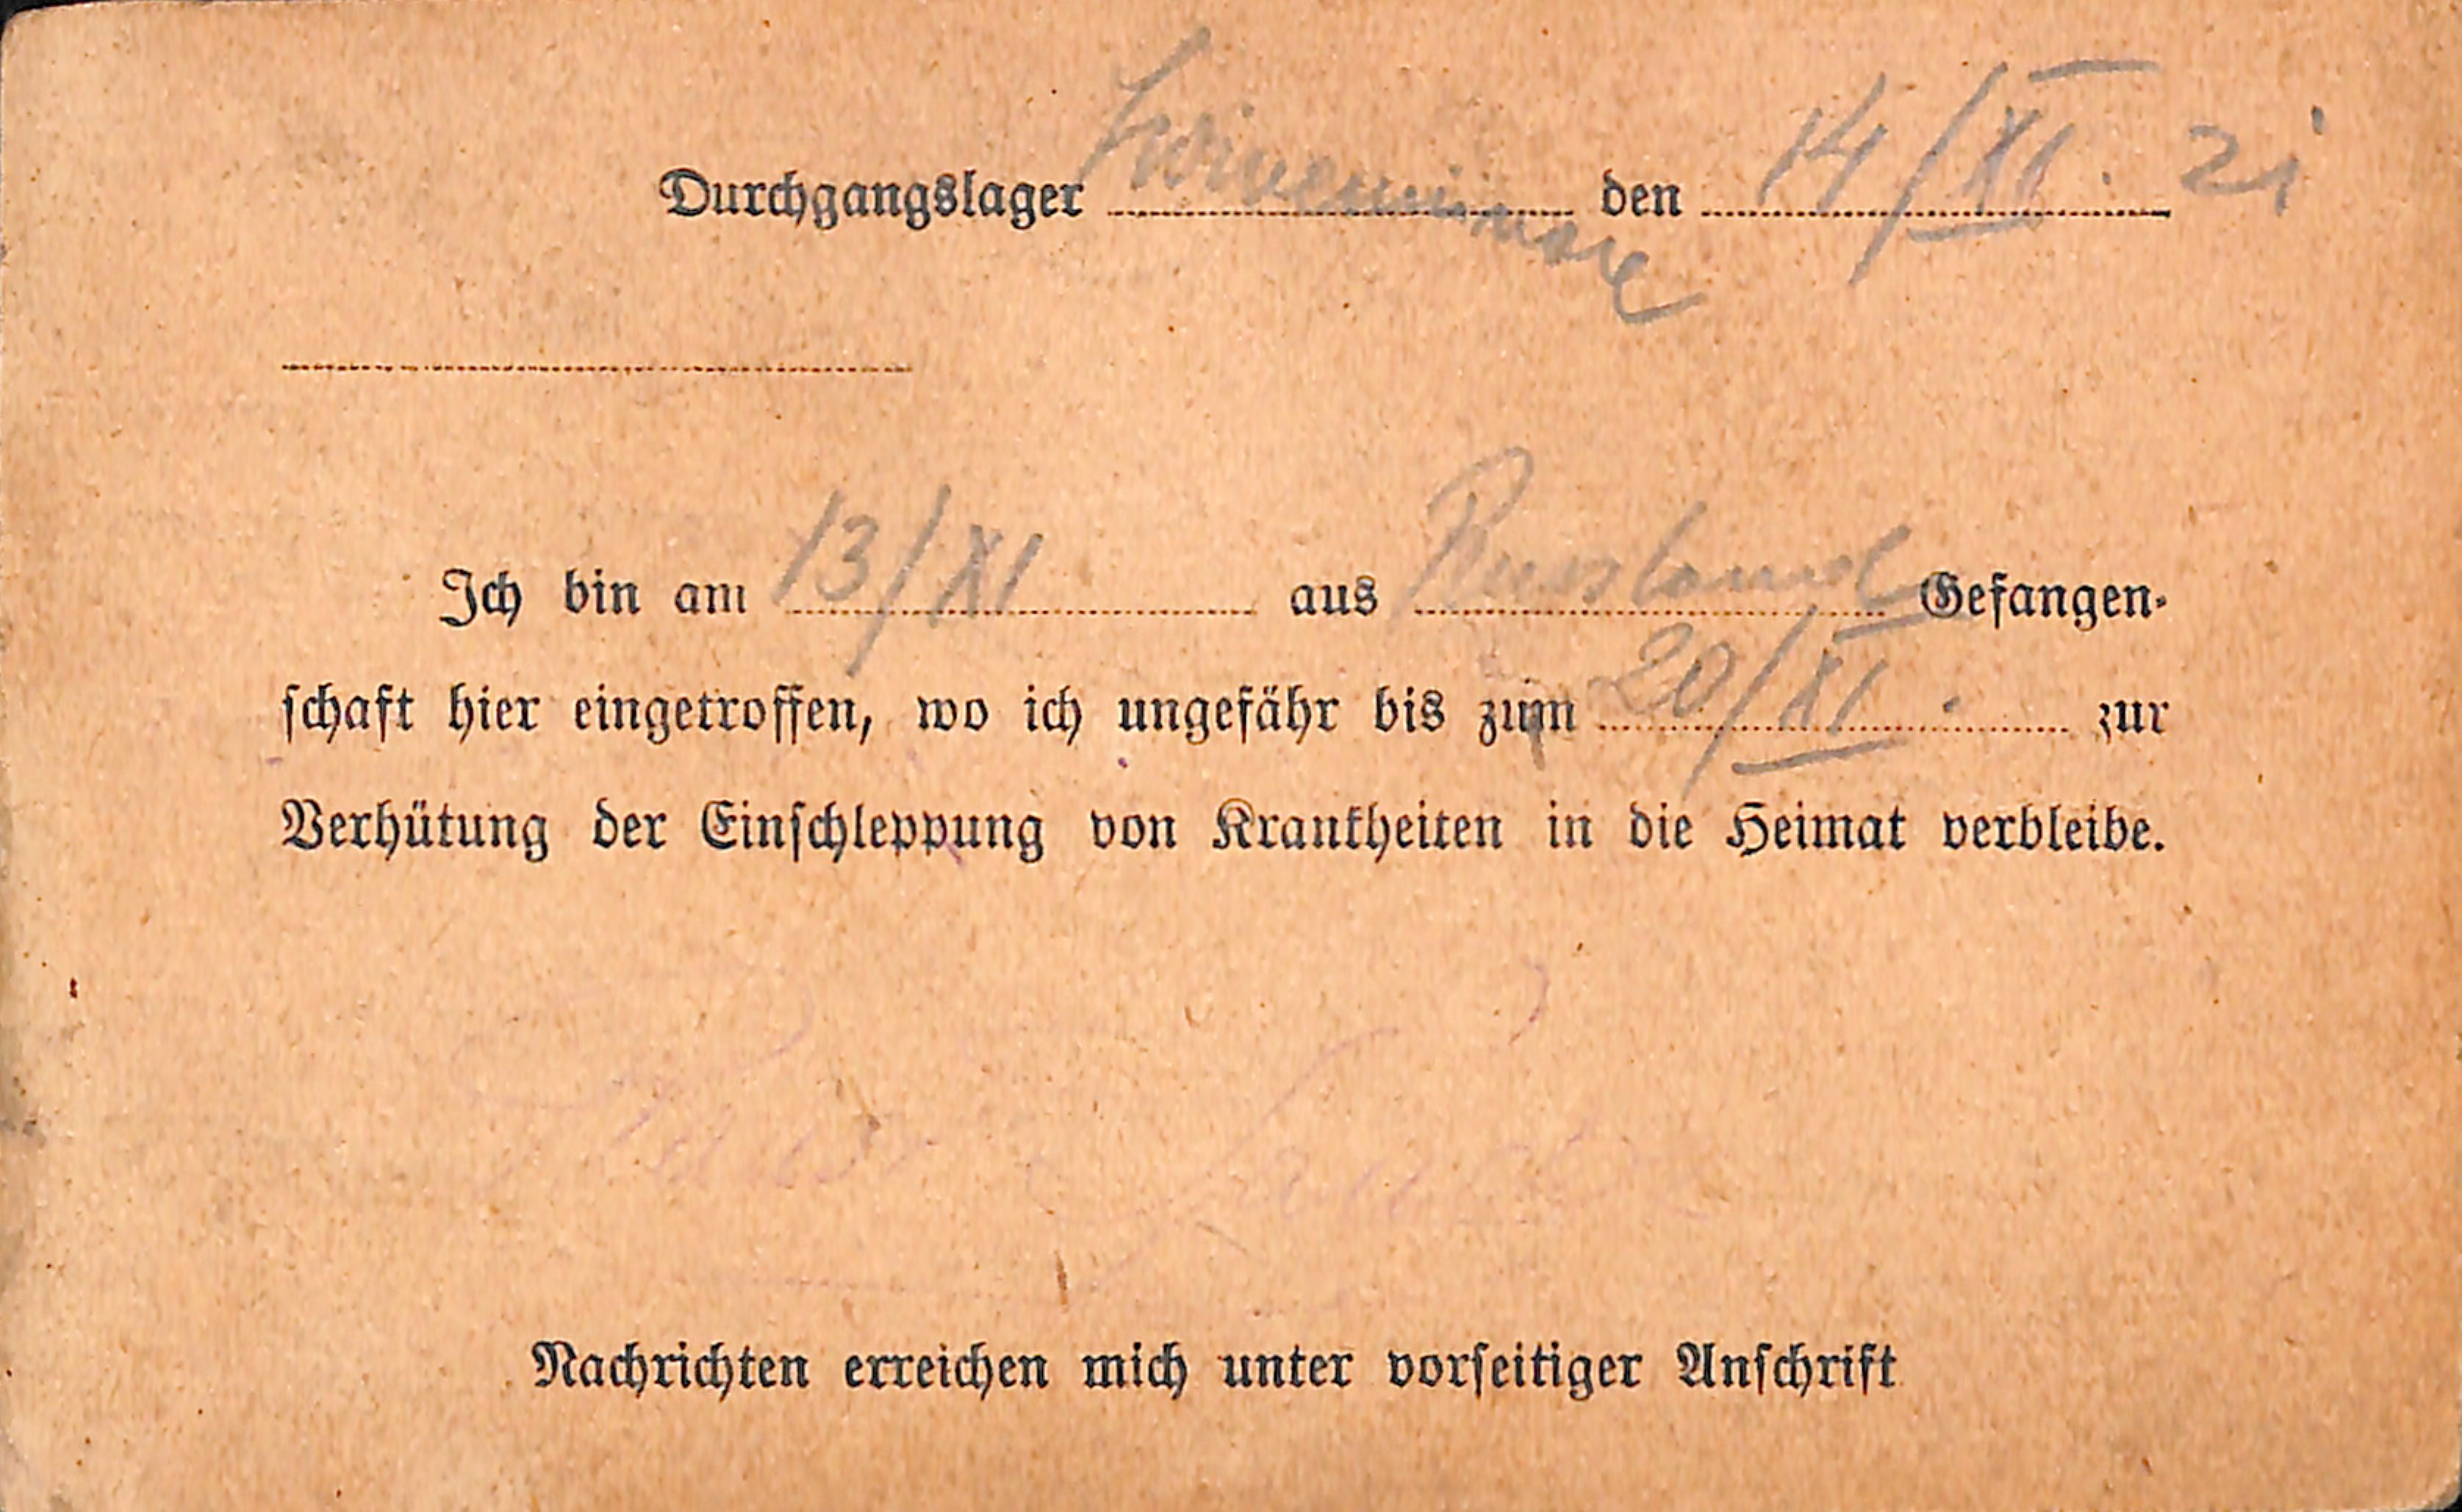 Durchgangslager Swinemünde den 14/XI. 21
Ich bin am 13/XI aus Russland Gefangen-
schaft hier eingetroffen, wo ich ungefähr bis zum 20/XI. zur
Verhütung der Einschleppung von Krankheiten in die Heimat verbleibe.
Nachrichten erreichen mich unter vorseitiger Anschrift